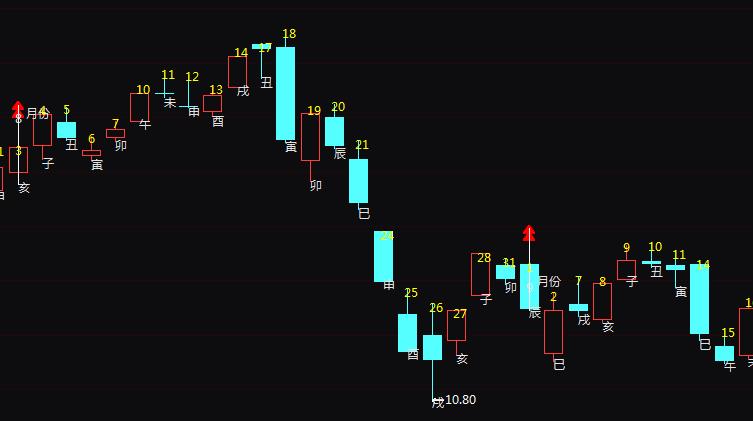 18
17
丑
14
戌
11
未
12
申
10
午
13
酉
8 月份
4
子
5
丑
6
寅
7
卯
3
亥
寅
19
卯
20
辰
21
巳
24
申
25
酉
26
戌
10.80
27
亥
28
子
31
卯
1
9 月份
辰
2
巳
7
戌
8
亥
9
子
10
丑
11
寅
14
巳
15
午